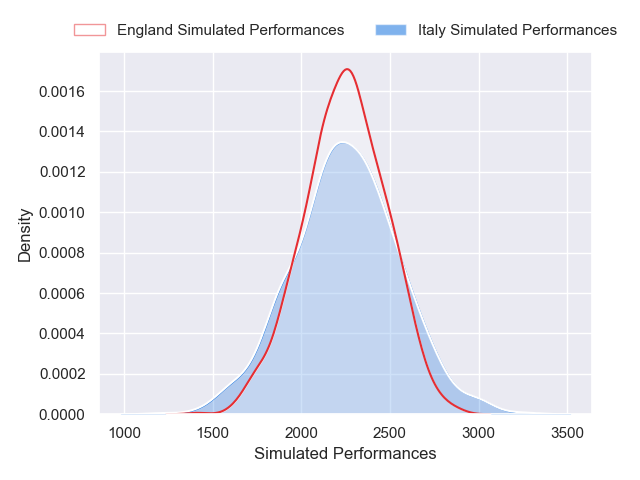 England Simulated Performances
Italy Simulated Performances
0.0016
0.0014
0.0012
0.0010
0.0008
0.0006
0.0004
0.0002
0.0000
Density
1000 1500 2000 2500 3000 3500
Simulated Performances